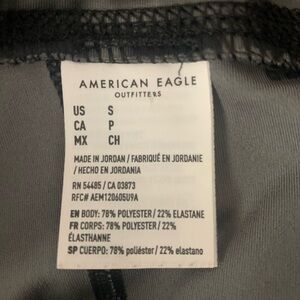 AMERICAN EAGLE
OUTFITTERS
US S
CA P
MX CH
MADE IN JORDAN / FABRIQUÉ EN JORDANIE
/ HECHO EN JORDANIA
RN 54485 / CA 03873
RFC# AEM120605U9A
EN BODY: 78% POLYESTER / 22% ELASTANE
FR CORPS: 78% POLYESTER / 22%
ÉLASTHANNE
SP CUERPO: 78% poliéster / 22% elastano